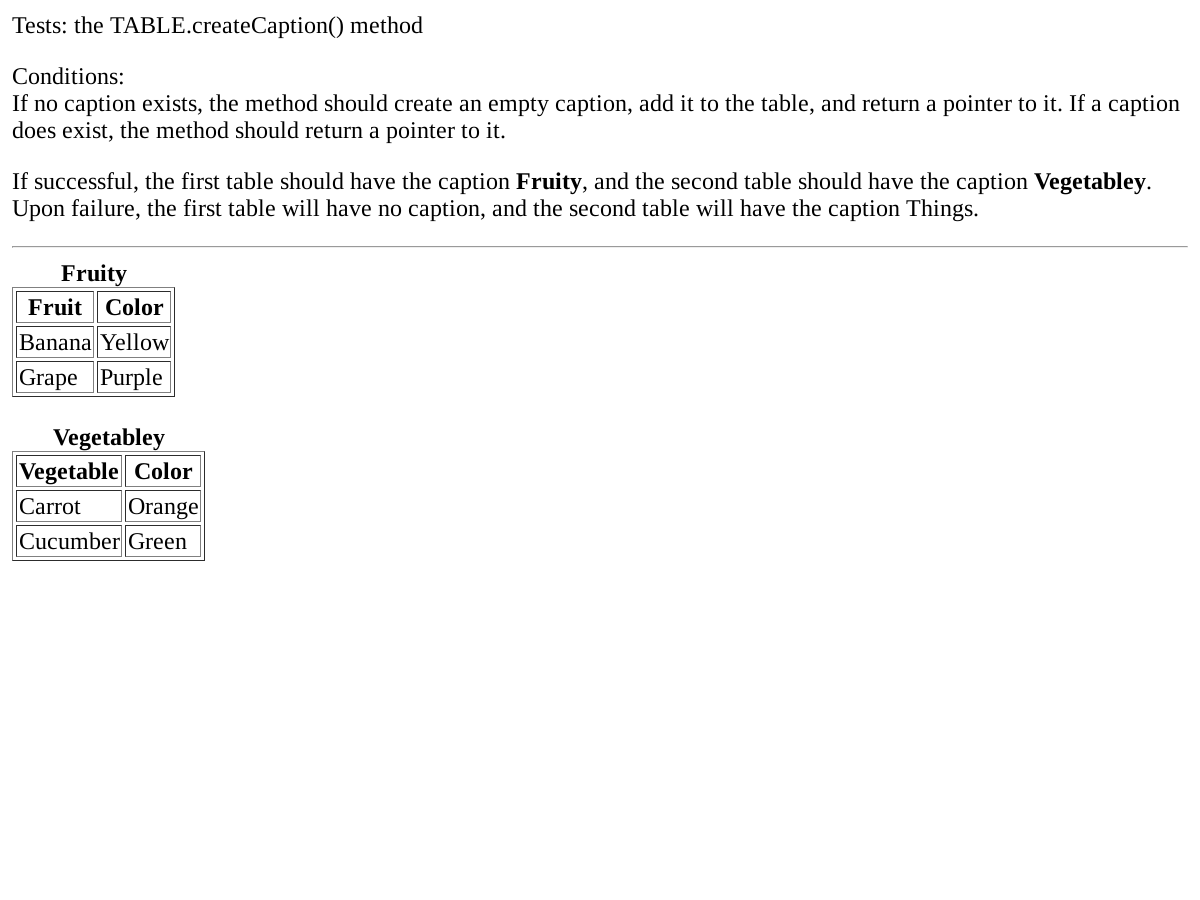 Tests: the TABLE.createCaption() method
Conditions:
If no caption exists, the method should create an empty caption, add it to the table, and return a pointer to it. If a caption
does exist, the method should return a pointer to it.
If successful, the first table should have the caption Fruity, and the second table should have the caption Vegetabley.
Upon failure, the first table will have no caption, and the second table will have the caption Things.
Fruity
Fruit Color
Banana Yellow
Grape Purple
Vegetabley
Vegetable Color
Carrot Orange
Cucumber Green